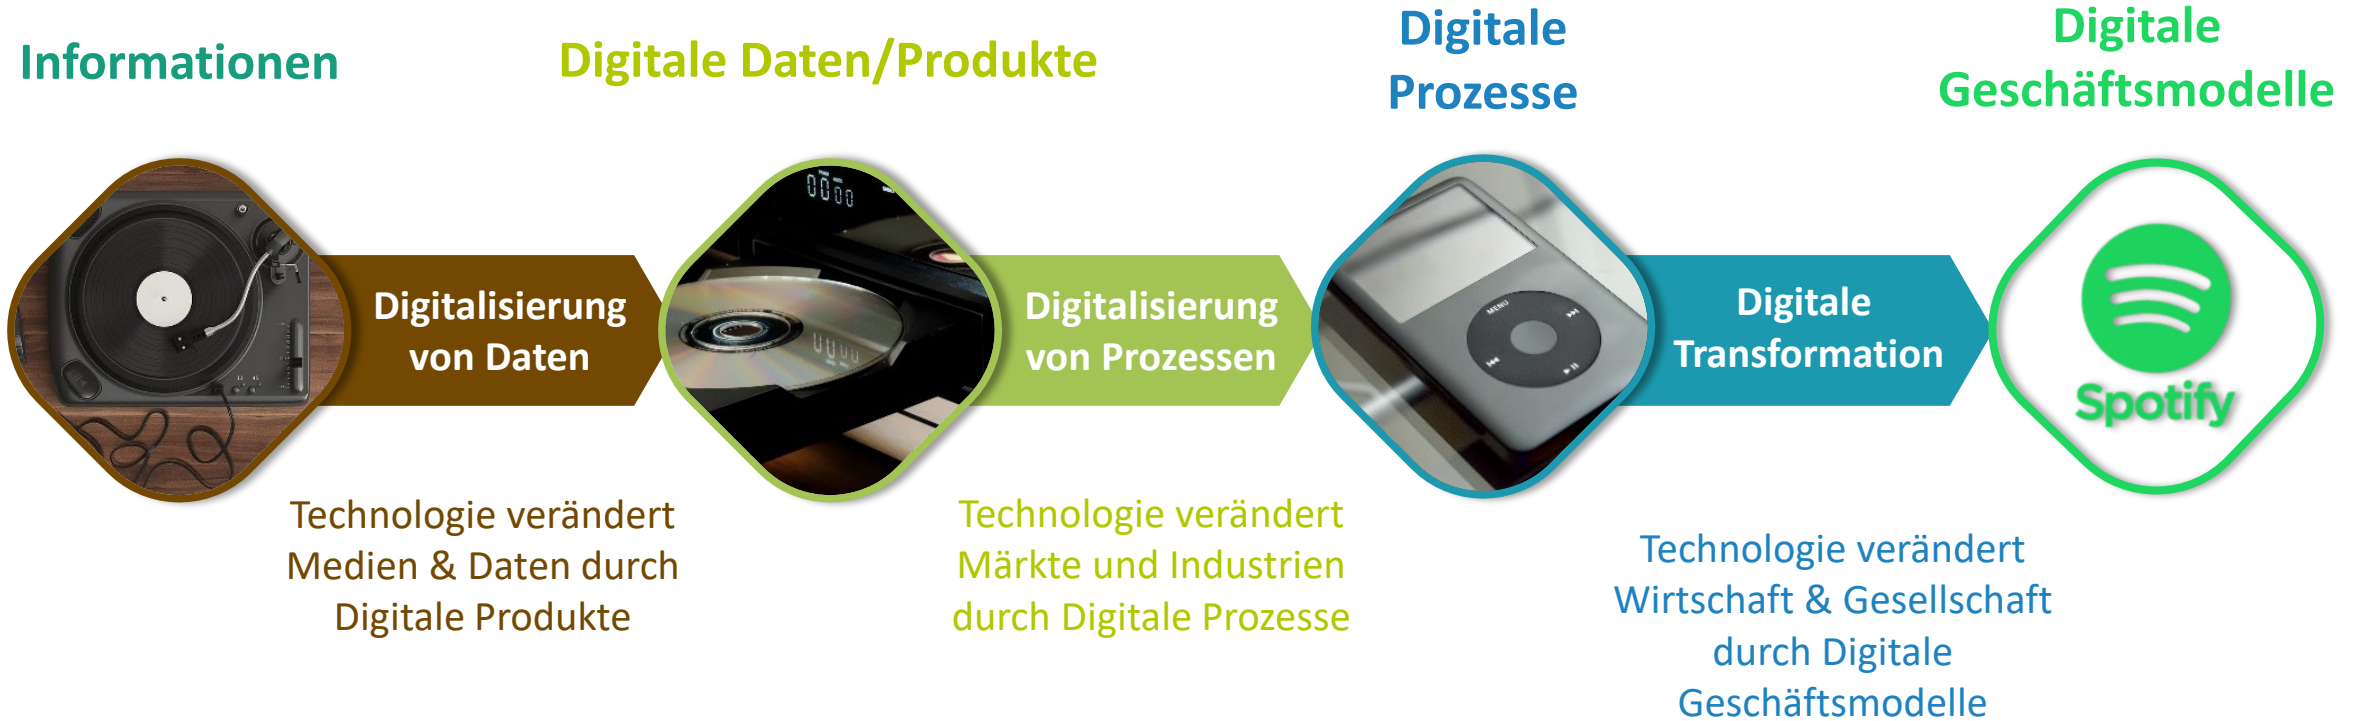 Informationen
Digitale Daten/Produkte
Digitale
Prozesse
Digitale
Geschäftsmodelle
Digitalisierung
von Daten
Digitalisierung
von Prozessen
MENU
Digitale
Transformation
Spotify
Technologie verändert
Medien & Daten durch
Digitale Produkte
Technologie verändert
Märkte und Industrien
durch Digitale Prozesse
Technologie verändert
Wirtschaft & Gesellschaft
durch Digitale
Geschäftsmodelle